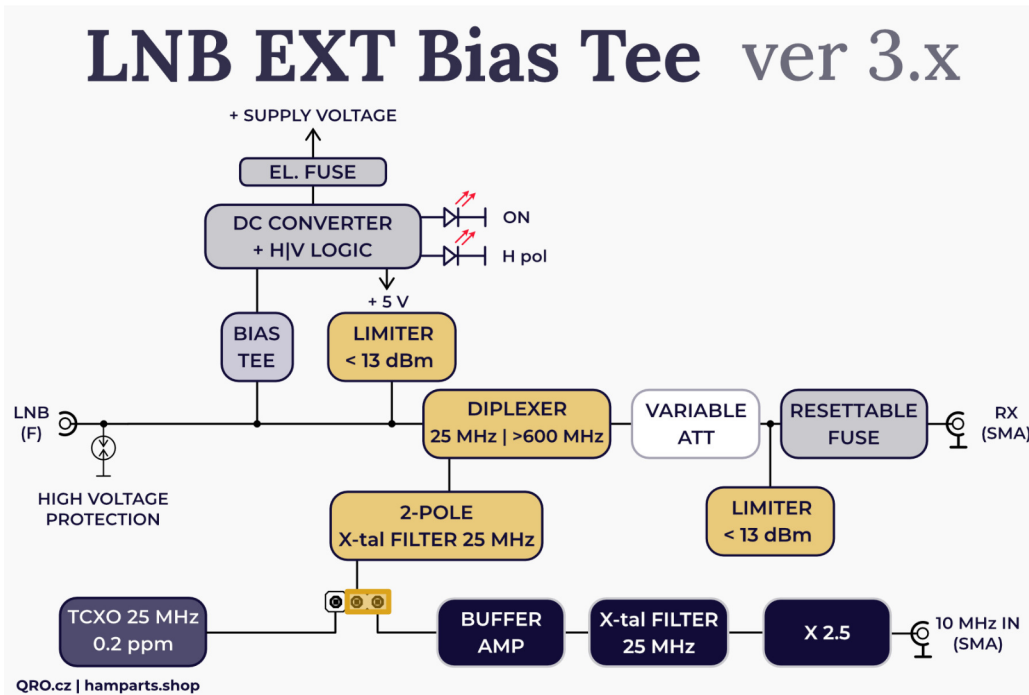 LNB EXT Bias Tee ver 3.x
+ SUPPLY VOLTAGE
EL. FUSE
DC CONVERTER
+ H|V LOGIC
ON
H pol
+ 5 V
BIAS
TEE
LIMITER
< 13 dBm
LNB
(F)
DIPLEXER
25 MHz | >600 MHz
VARIABLE
ATT
RESETTABLE
FUSE
RX
(SMA)
HIGH VOLTAGE
PROTECTION
2-POLE
X-tal FILTER 25 MHz
LIMITER
< 13 dBm
TCXO 25 MHz
0.2 ppm
BUFFER
AMP
X-tal FILTER
25 MHz
X 2.5
10 MHz IN
(SMA)
QRO.cz | hamparts.shop